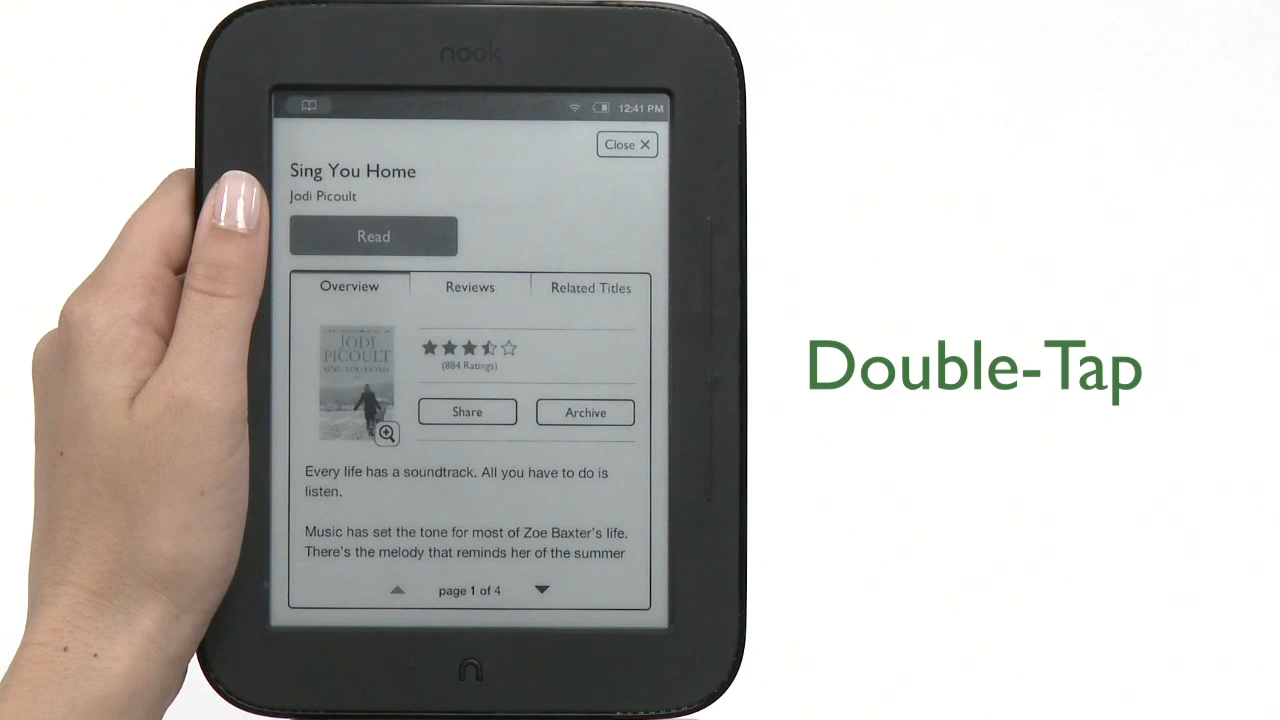 nook
12:41 PM
Close X
Sing You Home
Jodi Picoult
Read
Overview
Reviews
Related Titles
JODI
PICOULT
SING YOU HOME
(884 Ratings)
Share
Archive
Every life has a soundtrack. All you have to do is
listen.
Music has set the tone for most of Zoe Baxter's life.
There's the melody that reminds her of the summer
page 1 of 4
n
Double-Tap